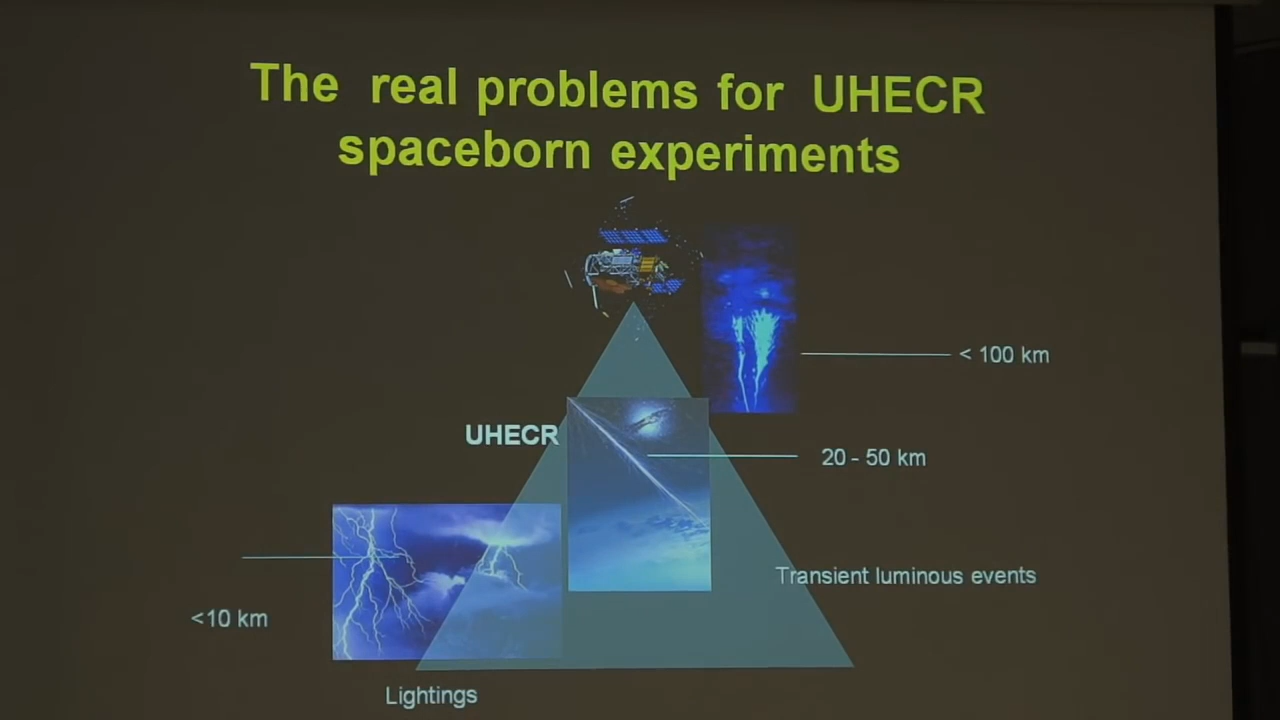 The real problems for UHECR
spaceborn experiments
< 100 km
UHECR
20 - 50 km
Transient luminous events
<10 km
Lightings